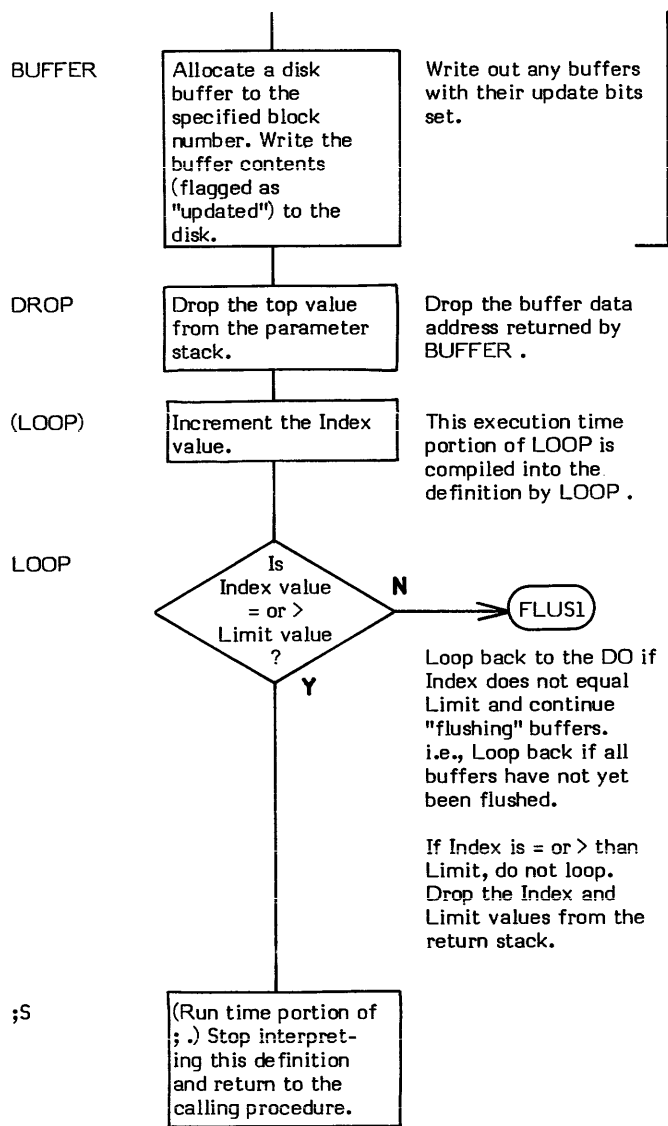 BUFFER
Allocate a disk
buffer to the
specified block
number. Write the
buffer contents
(flagged as
"updated") to the
disk.
Write out any buffers
with their update bits
set.
DROP
Drop the top value
from the parameter
stack.
Drop the buffer data
address returned by
BUFFER .
(LOOP)
Increment the Index
value.
This execution time
portion of LOOP is
compiled into the
definition by LOOP .
LOOP
Is
Index value
= or >
Limit value
?
N
Y
FLUS1
Loop back to the DO if
Index does not equal
Limit and continue
"flushing" buffers.
i.e., Loop back if all
buffers have not yet
been flushed.
If Index is = or > than
Limit, do not loop.
Drop the Index and
Limit values from the
return stack.
;S
(Run time portion of
; .) Stop interpret-
ing this definition
and return to the
calling procedure.